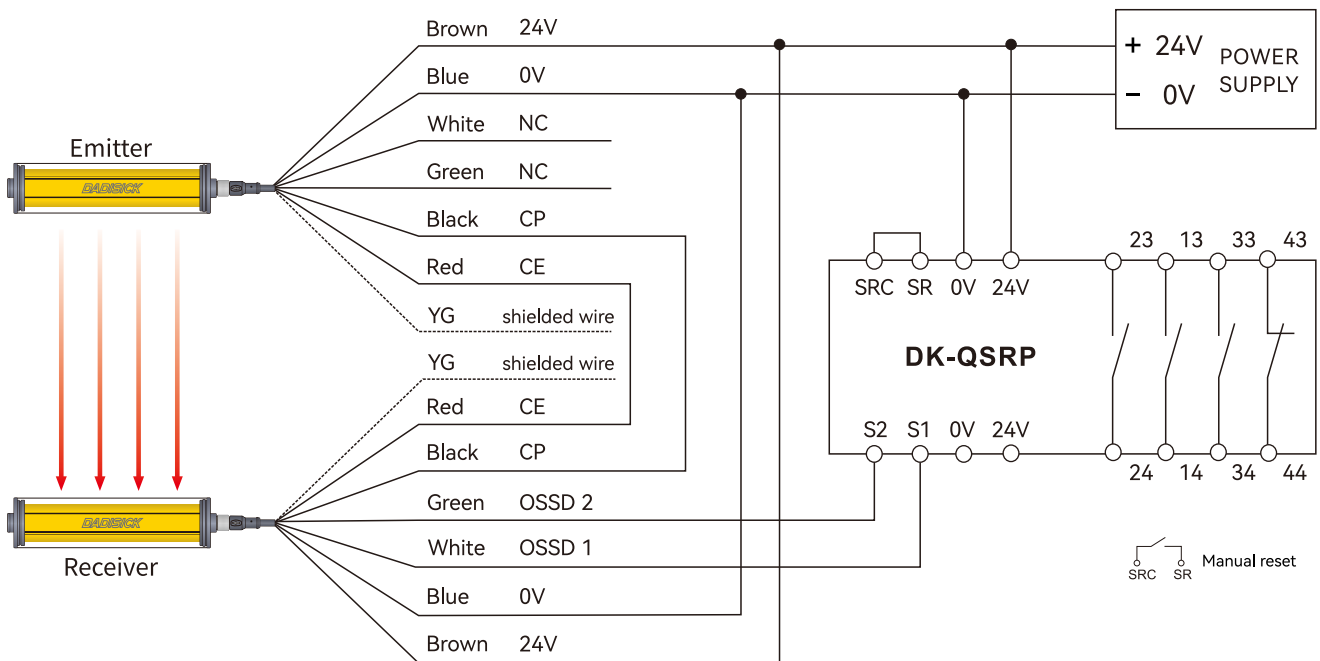 Brown 24V
+ 24V POWER
Blue 0V
- 0V SUPPLY
White NC
Emitter
Green NC
DADISICK
Black CP
23 13 33 43
Red CE
SRC SR 0V 24V
YG shielded wire
DK-QSRP
YG shielded wire
Red CE
S2 S1 0V 24V
Black CP
24 14 34 44
Green OSSD 2
DADISICK
White OSSD 1
Receiver
Manual reset
SRC SR
Blue 0V
Brown 24V